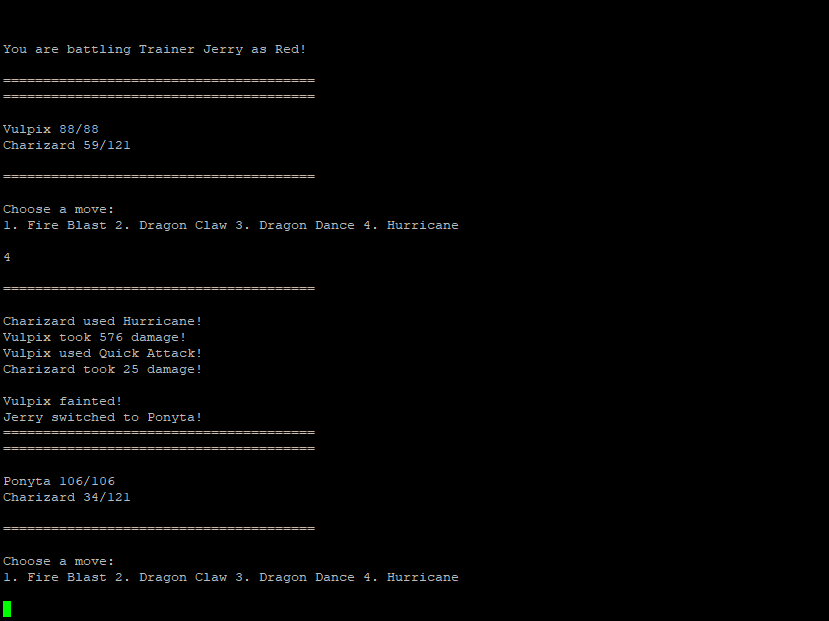 You are battling Trainer Jerry as Red!
=======================================
=======================================
Vulpix 88/88
Charizard 59/121
=======================================
Choose a move:
1. Fire Blast 2. Dragon Claw 3. Dragon Dance 4. Hurricane
4
=======================================
Charizard used Hurricane!
Vulpix took 576 damage!
Vulpix used Quick Attack!
Charizard took 25 damage!
Vulpix fainted!
Jerry switched to Ponyta!
=======================================
=======================================
Ponyta 106/106
Charizard 34/121
=======================================
Choose a move:
1. Fire Blast 2. Dragon Claw 3. Dragon Dance 4. Hurricane